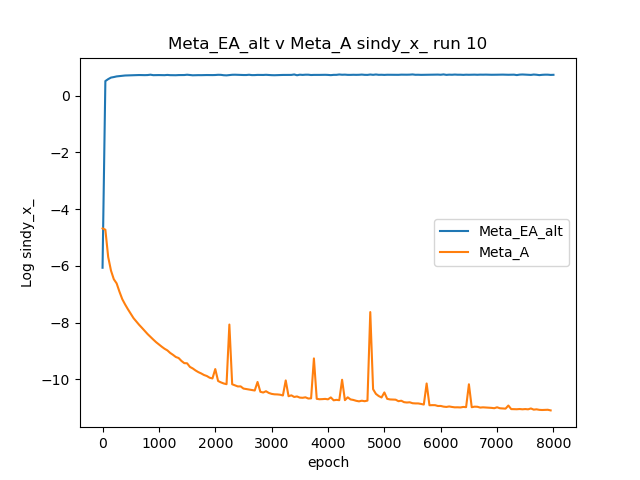 Meta_EA_alt v Meta_A sindy_x_ run 10
Log sindy_x_
0
−2
−4
−6
−8
−10
Meta_EA_alt
Meta_A
0 1000 2000 3000 4000 5000 6000 7000 8000
epoch